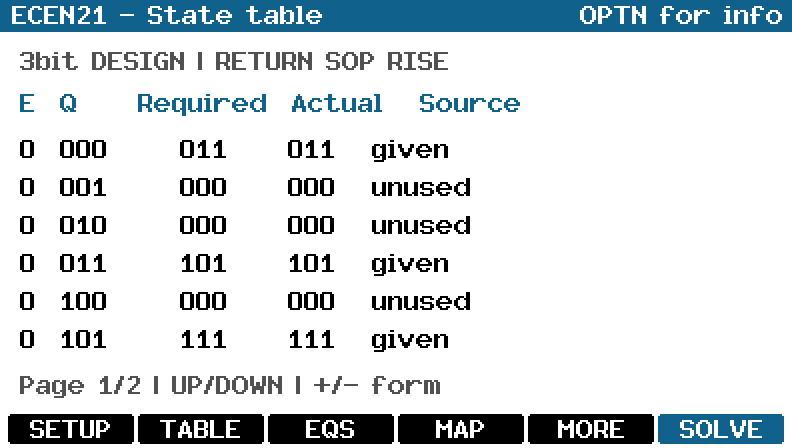 ECEN21 - State table OPTN for info
3bit DESIGN | RETURN SOP RISE
E Q Required Actual Source
0 000 011 011 given
0 001 000 000 unused
0 010 000 000 unused
0 011 101 101 given
0 100 000 000 unused
0 101 111 111 given
Page 1/2 | UP/DOWN | +/- form
SETUP TABLE EQS MAP MORE SOLVE